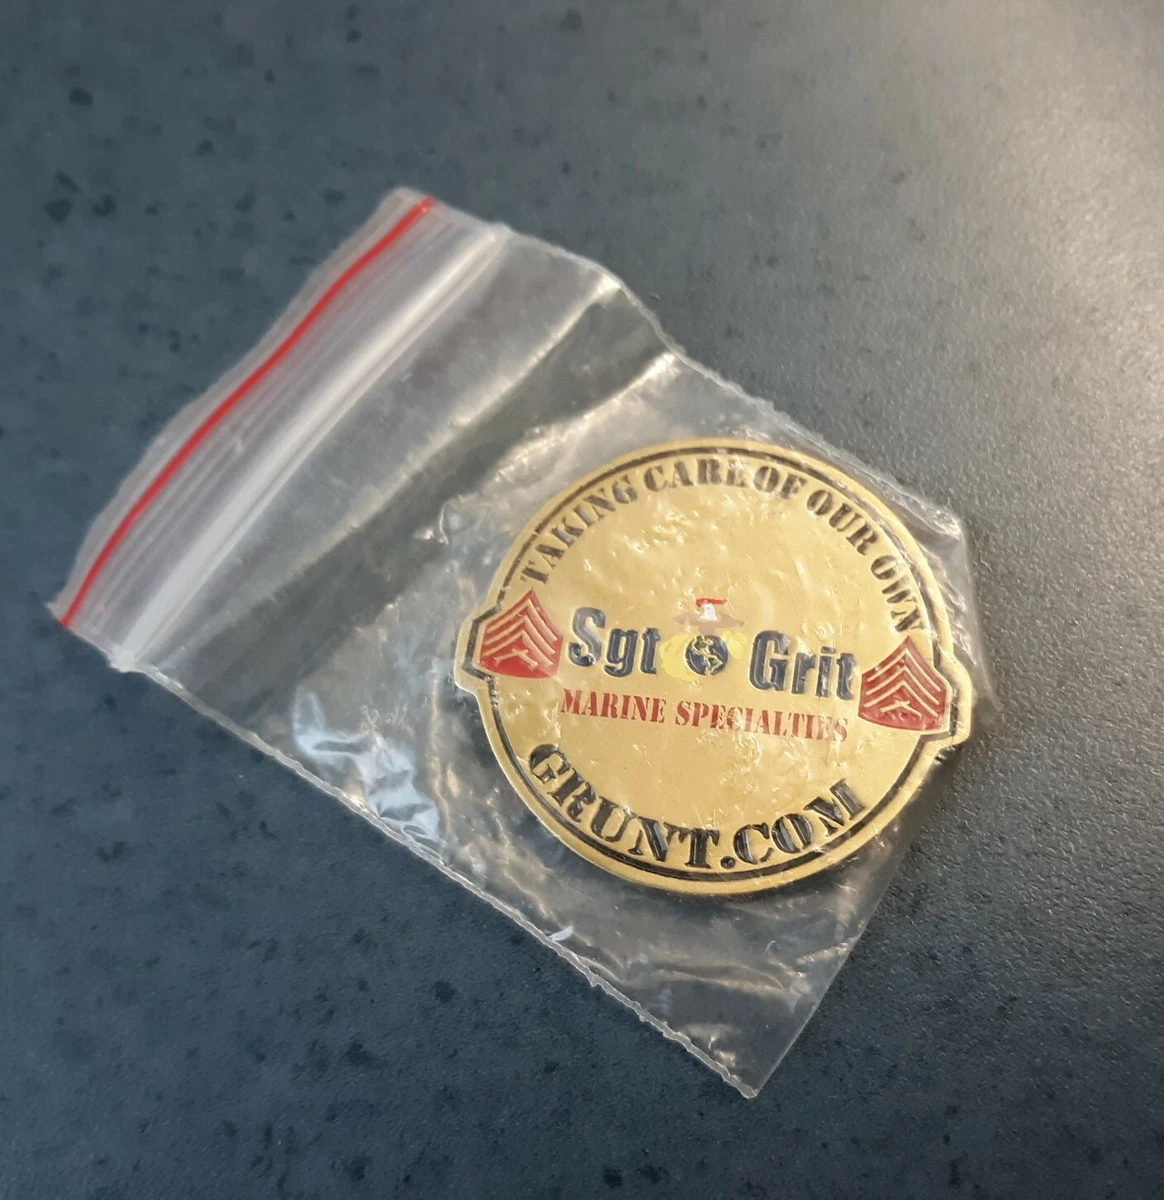 TAKING CARE OF OUR OWN
Sgt Grit
MARINE SPECIALTIES
GRUNT.COM